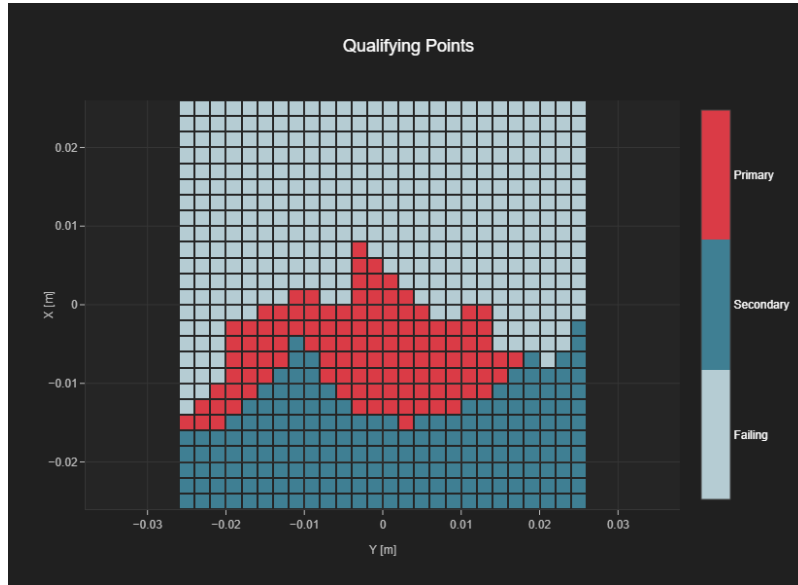 Qualifying Points
0.02
0.01
0
−0.01
−0.02
X [m]
−0.03
−0.02
−0.01
0
0.01
0.02
0.03
Y [m]
Primary
Secondary
Failing